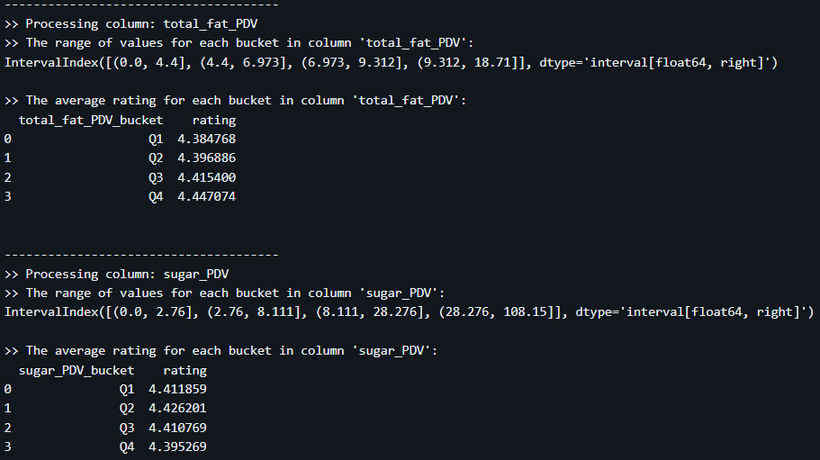 --------------------------------------
>> Processing column: total_fat_PDV
>> The range of values for each bucket in column 'total_fat_PDV':
IntervalIndex([(0.0, 4.4], (4.4, 6.973], (6.973, 9.312], (9.312, 18.71]], dtype='interval[float64, right]')
>> The average rating for each bucket in column 'total_fat_PDV':
total_fat_PDV_bucket rating
0 Q1 4.384768
1 Q2 4.396886
2 Q3 4.415400
3 Q4 4.447074
--------------------------------------
>> Processing column: sugar_PDV
>> The range of values for each bucket in column 'sugar_PDV':
IntervalIndex([(0.0, 2.76], (2.76, 8.111], (8.111, 28.276], (28.276, 108.15]], dtype='interval[float64, right]')
>> The average rating for each bucket in column 'sugar_PDV':
sugar_PDV_bucket rating
0 Q1 4.411859
1 Q2 4.426201
2 Q3 4.410769
3 Q4 4.395269